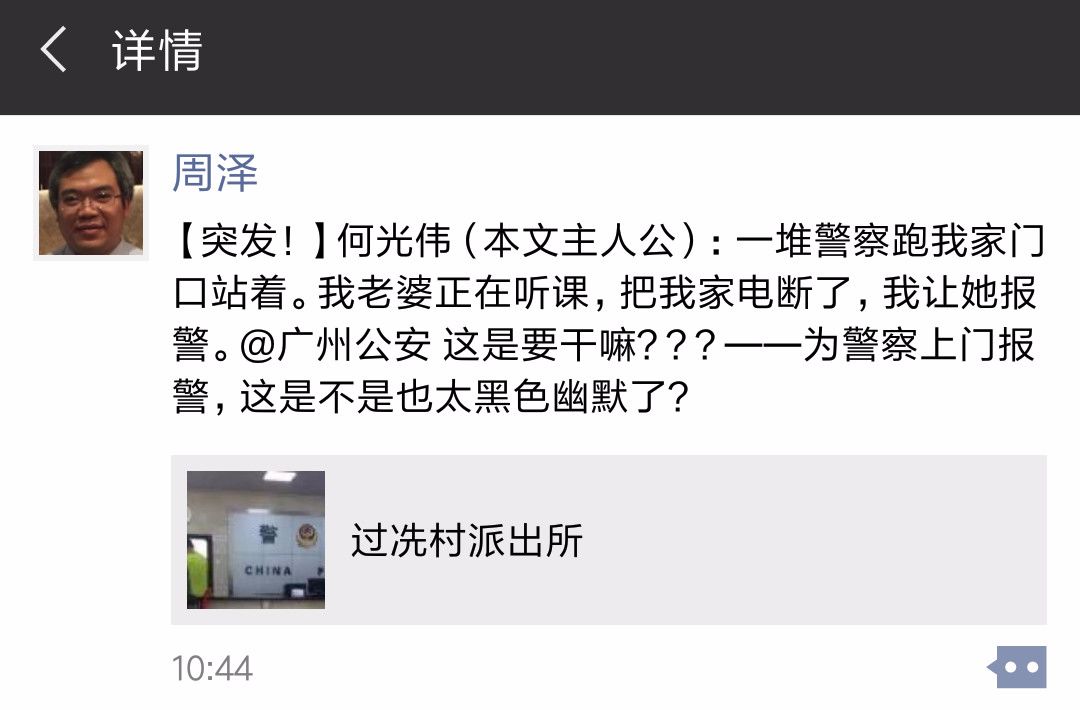 详情
周泽
【突发！】何光伟（本文主人公）：一堆警察跑我家门
口站着。我老婆正在听课，把我家电断了，我让她报
警。@广州公安 这是要干嘛？？？——为警察上门报
警，这是不是也太黑色幽默了？
警
CHINA P
过冼村派出所
10:44